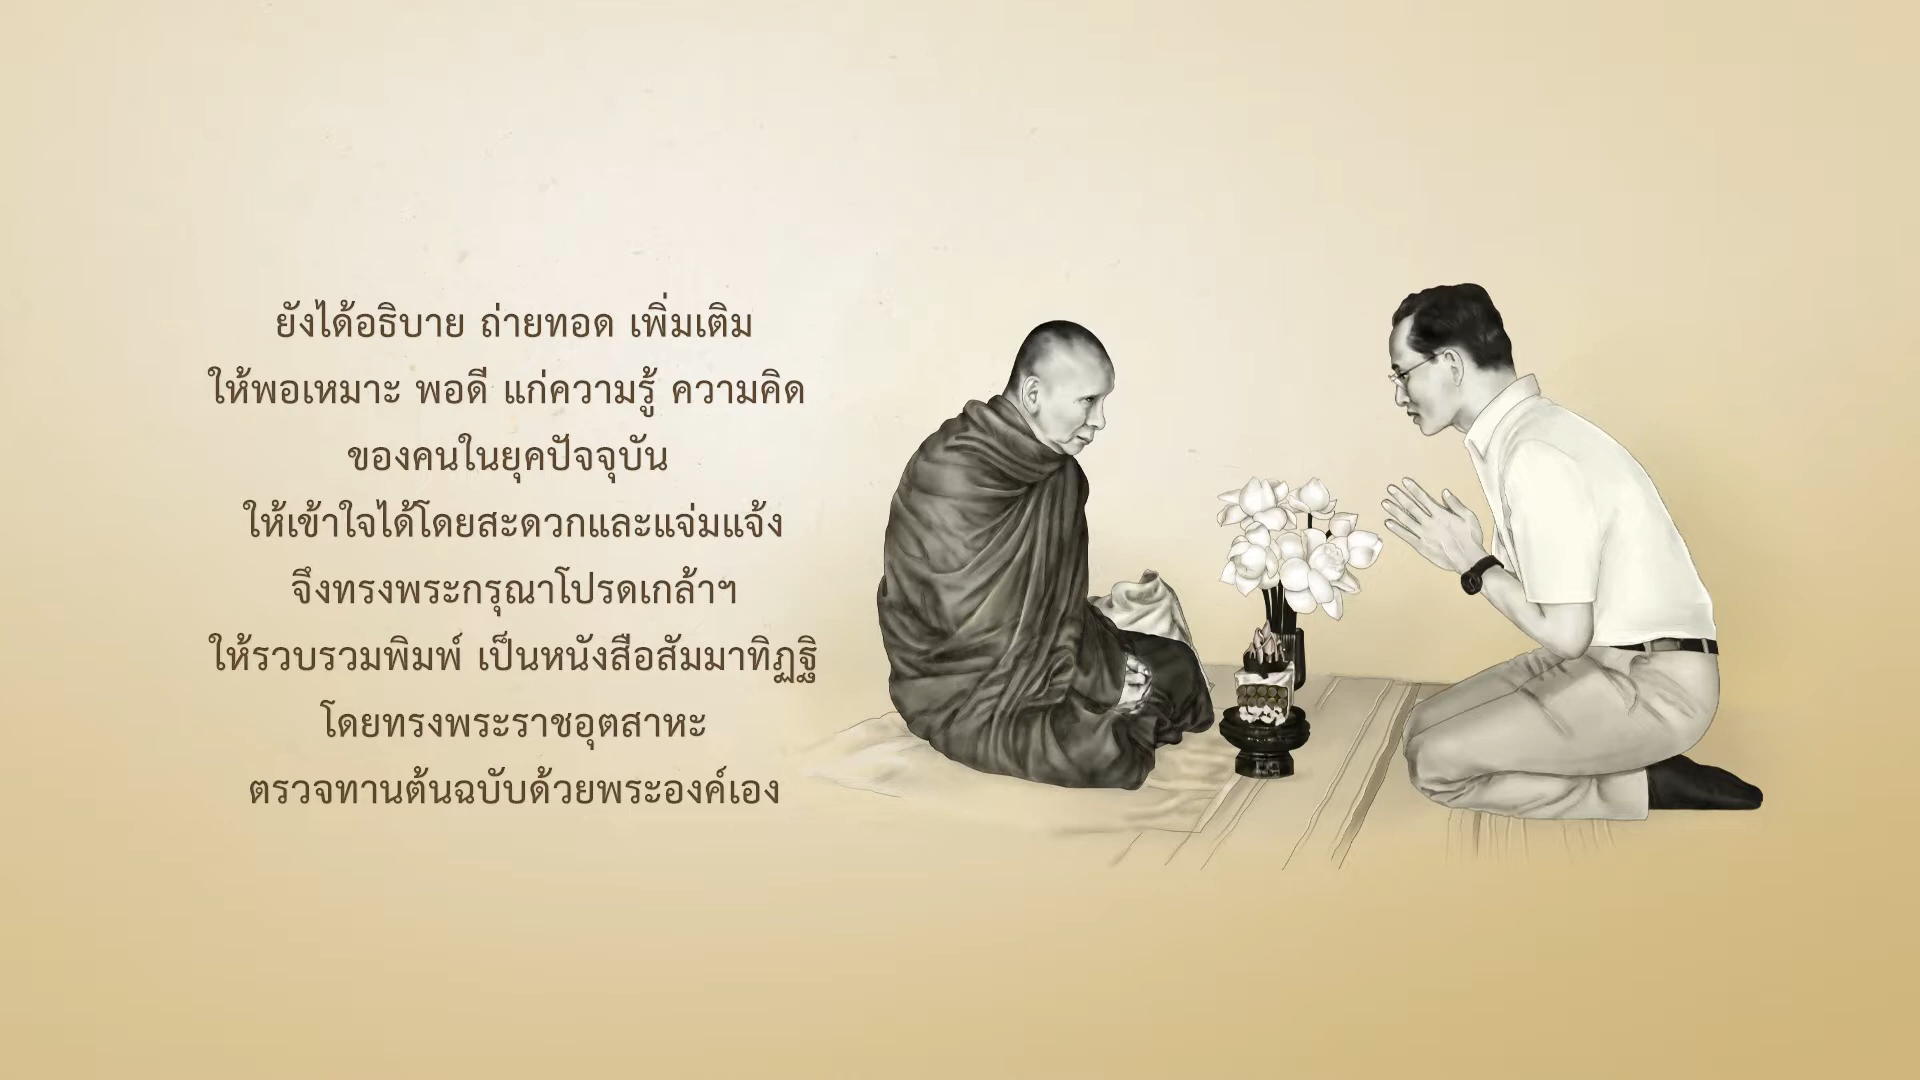 ยังได้อธิบาย ถ่ายทอด เพิ่มเติม
ให้พอเหมาะ พอดี แก่ความรู้ ความคิด
ของคนในยุคปัจจุบัน
ให้เข้าใจได้โดยสะดวกและแจ่มแจ้ง
จึงทรงพระกรุณาโปรดเกล้าฯ
ให้รวบรวมพิมพ์ เป็นหนังสือสัมมาทิฏฐิ
โดยทรงพระราชอุตสาหะ
ตรวจทานต้นฉบับด้วยพระองค์เอง